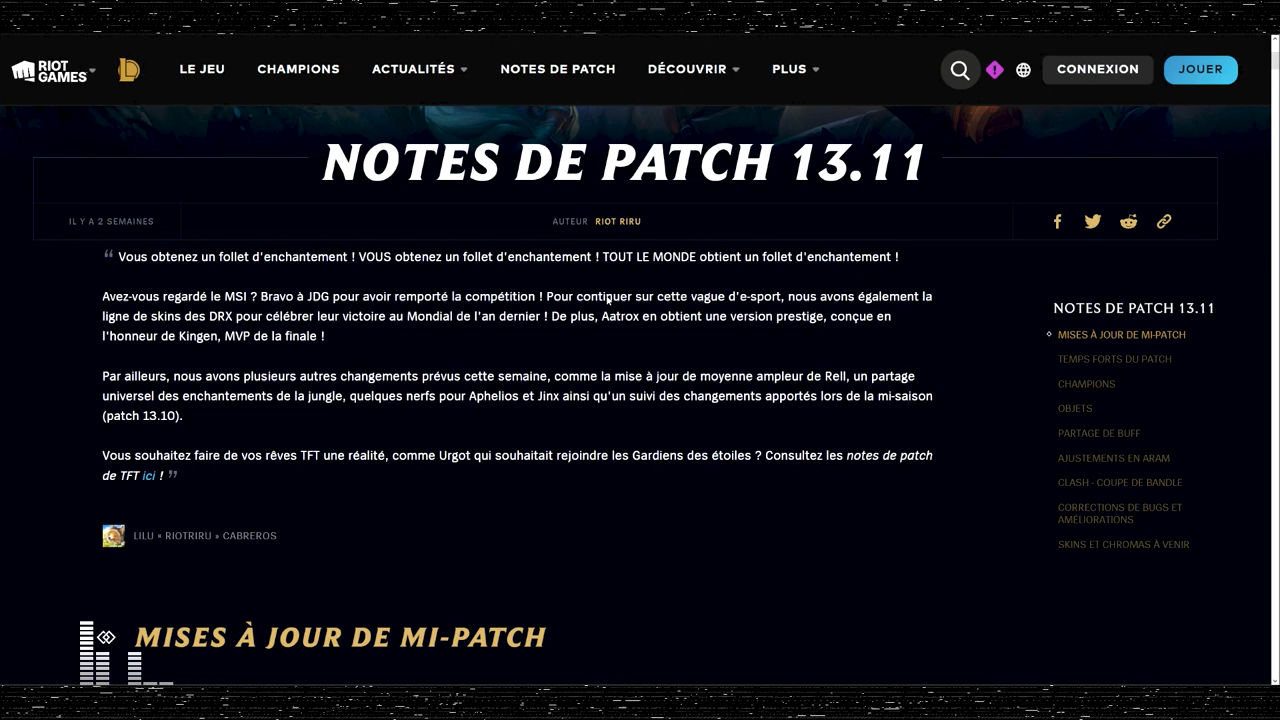 RIOT GAMES
LE JEU CHAMPIONS ACTUALITÉS NOTES DE PATCH DÉCOUVRIR PLUS CONNEXION JOUER
NOTES DE PATCH 13.11
IL Y A 2 SEMAINES
AUTEUR RIOT RIRU
“ Vous obtenez un follet d'enchantement ! VOUS obtenez un follet d'enchantement ! TOUT LE MONDE obtient un follet d'enchantement !
Avez-vous regardé le MSI ? Bravo à JDG pour avoir remporté la compétition ! Pour continuer sur cette vague d'e-sport, nous avons également la
ligne de skins des DRX pour célébrer leur victoire au Mondial de l'an dernier ! De plus, Aatrox en obtient une version prestige, conçue en
l'honneur de Kingen, MVP de la finale !
Par ailleurs, nous avons plusieurs autres changements prévus cette semaine, comme la mise à jour de moyenne ampleur de Rell, un partage
universel des enchantements de la jungle, quelques nerfs pour Aphelios et Jinx ainsi qu'un suivi des changements apportés lors de la mi-saison
(patch 13.10).
Vous souhaitez faire de vos rêves TFT une réalité, comme Urgot qui souhaitait rejoindre les Gardiens des étoiles ? Consultez les notes de patch
de TFT ici ! ”
LILU « RIOTRIRU » CABREROS
MISES À JOUR DE MI-PATCH
NOTES DE PATCH 13.11
MISES À JOUR DE MI-PATCH
TEMPS FORTS DU PATCH
CHAMPIONS
OBJETS
PARTAGE DE BUFF
AJUSTEMENTS EN ARAM
CLASH - COUPE DE BANDLE
CORRECTIONS DE BUGS ET
AMÉLIORATIONS
SKINS ET CHROMAS À VENIR